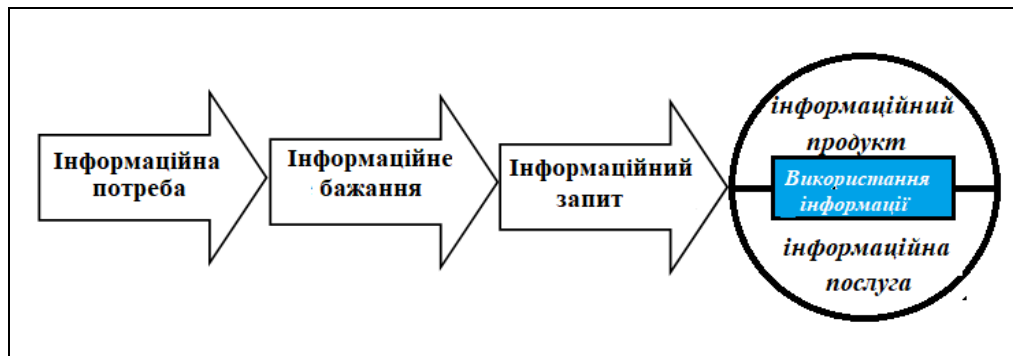 Інформаційна
потреба
Інформаційне
бажання
Інформаційний
запит
інформаційний
продукт
Використання
інформації
інформаційна
послуга